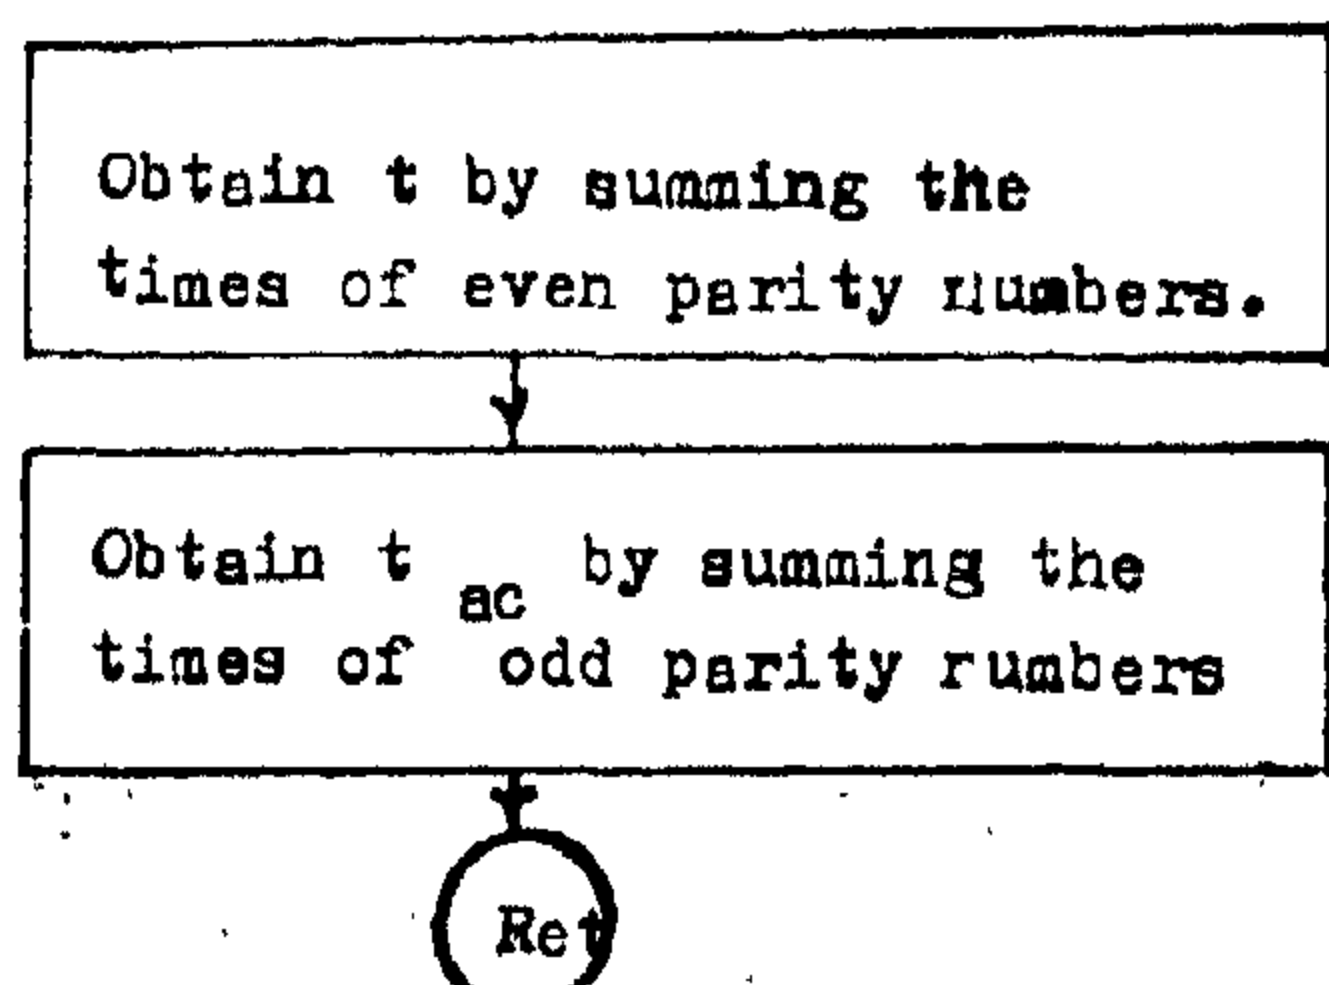 Obtain t by summing the
times of even parity numbers.
Obtain t ac by summing the
times of odd parity numbers
Ret